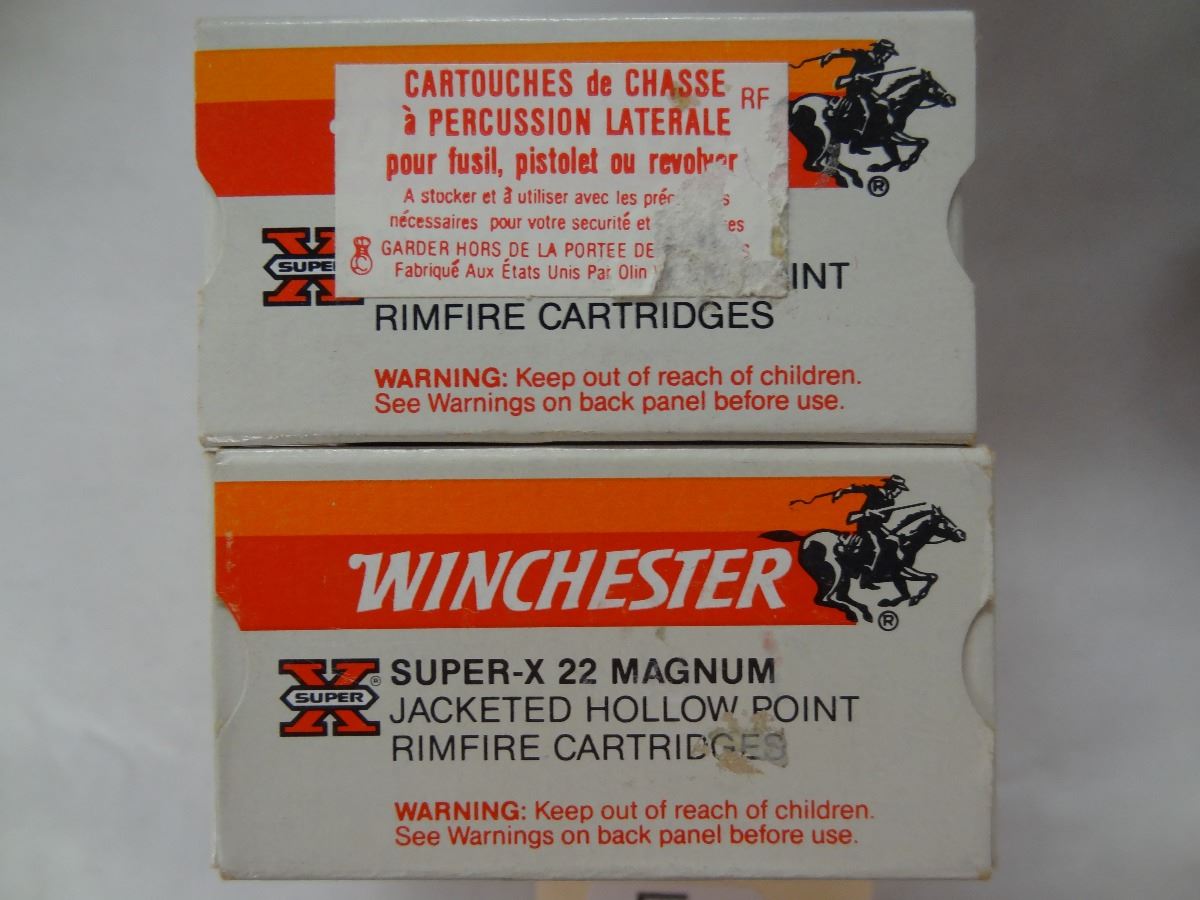 CARTOUCHES de CHASSE
RF
à PERCUSSION LATERALE
pour fusil, pistolet ou revolver
A stocker et à utiliser avec les
nécessaires pour votre securité et
GARDER HORS DE LA PORTEE DE
Fabriqué Aux États Unis Par Olin
SUPE
INT
RIMFIRE CARTRIDGES
WARNING: Keep out of reach of children.
See Warnings on back panel before use.
®
WINCHESTER
®
X SUPER ®
SUPER-X 22 MAGNUM
JACKETED HOLLOW POINT
RIMFIRE CARTRIDGES
WARNING: Keep out of reach of children.
See Warnings on back panel before use.